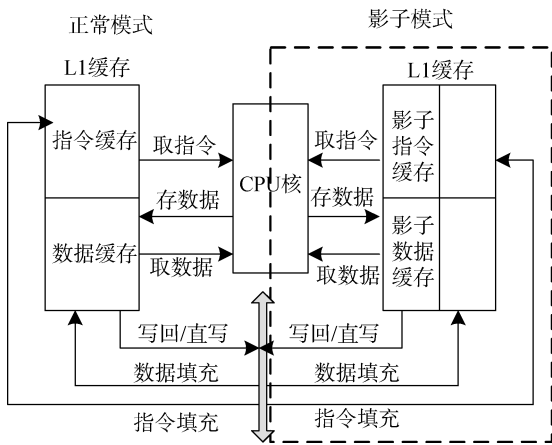 正常模式
影子模式
L1缓存
L1缓存
指令缓存
取指令
CPU核
取指令
影子
指令
缓存
存数据
存数据
数据缓存
取数据
取数据
影子
数据
缓存
写回/直写
写回/直写
数据填充
数据填充
指令填充
指令填充